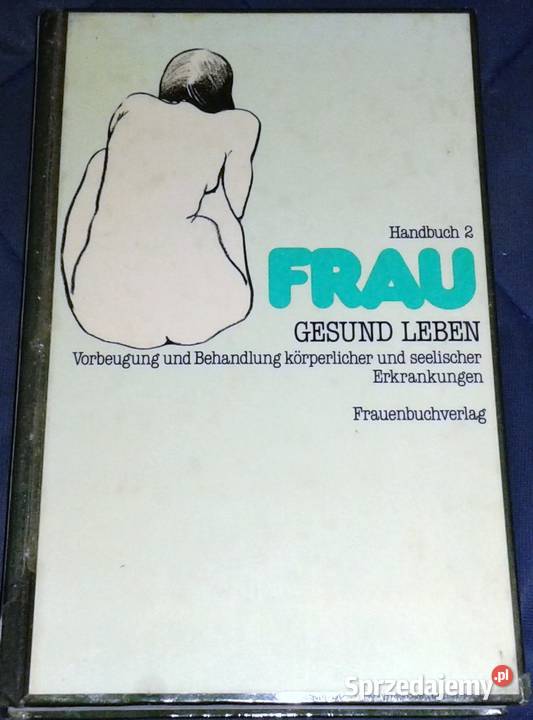 Handbuch 2
FRAU
GESUND LEBEN
Vorbeugung und Behandlung körperlicher und seelischer
Erkrankungen
Frauenbuchverlag
Sprzedajemy.pl